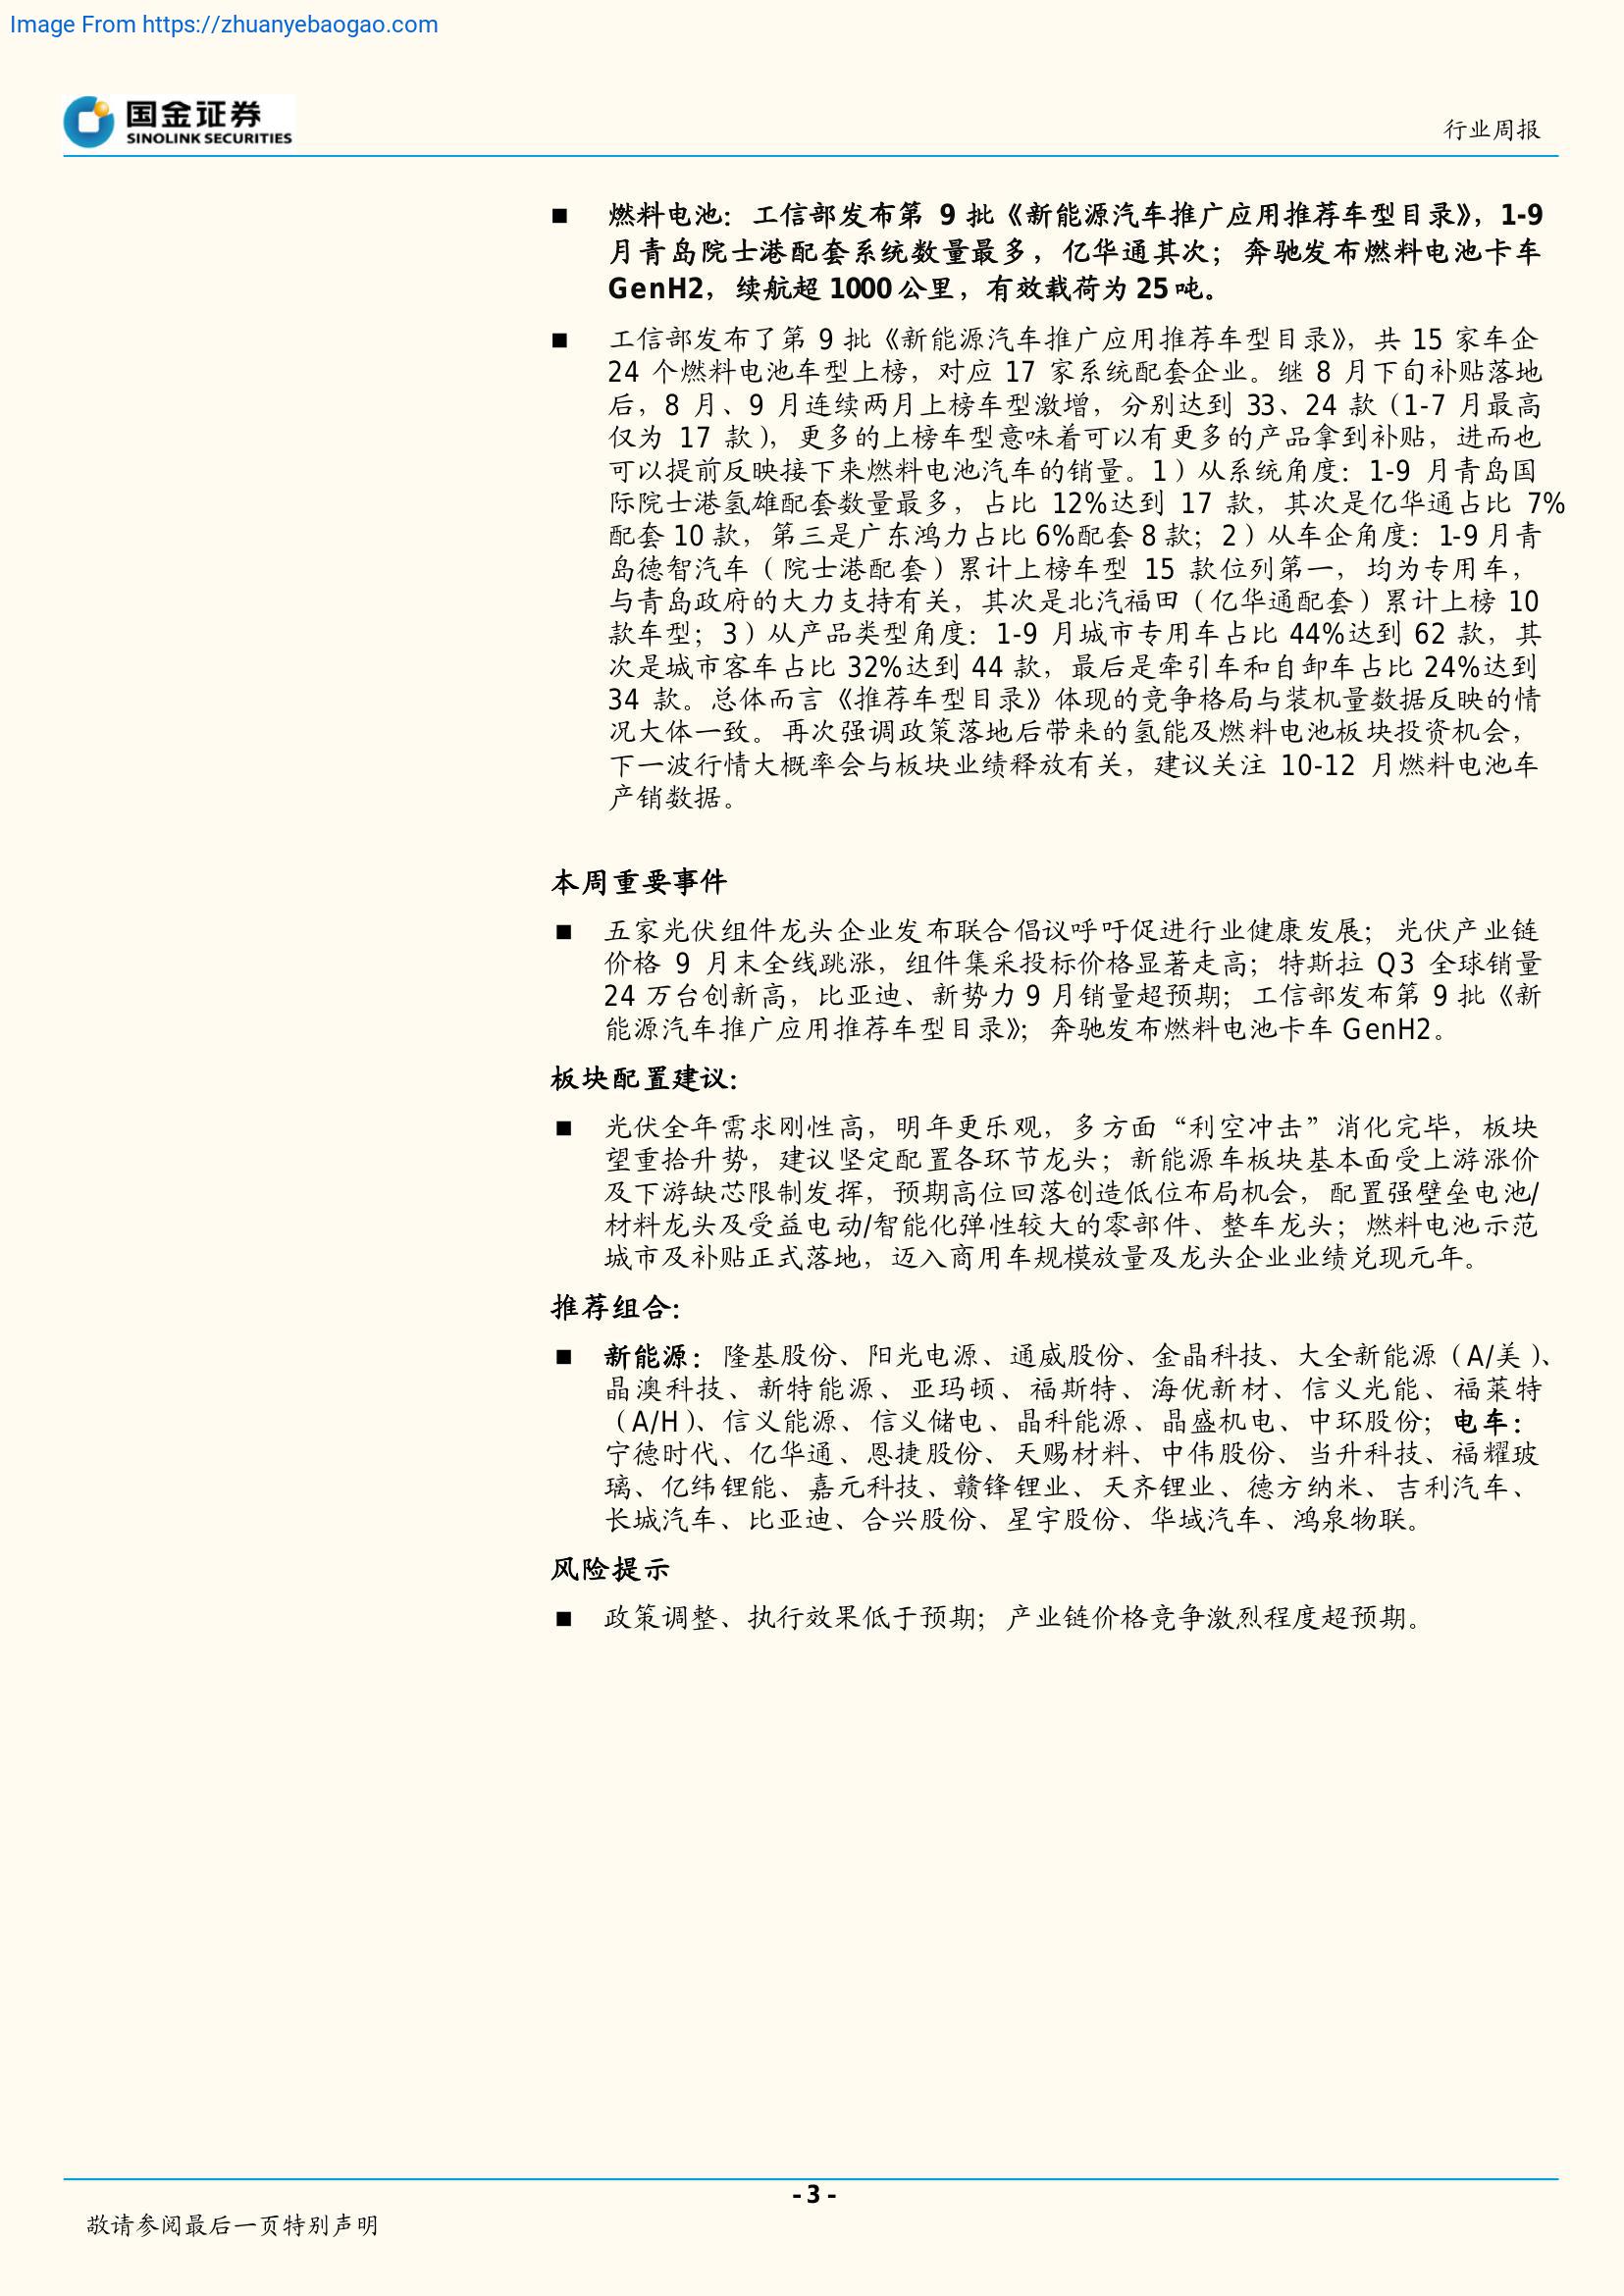 Image From https://zhuanyebaogao.com
国金证券
SINOLINK SECURITIES
行业周报
■ 燃料电池：工信部发布第 9 批《新能源汽车推广应用推荐车型目录》，1-9
月青岛院士港配套系统数量最多，亿华通其次；奔驰发布燃料电池卡车
GenH2，续航超 1000 公里，有效载荷为 25 吨。
■ 工信部发布了第 9 批《新能源汽车推广应用推荐车型目录》，共 15 家车企
24 个燃料电池车型上榜，对应 17 家系统配套企业。继 8 月下旬补贴落地
后，8 月、9 月连续两月上榜车型激增，分别达到 33、24 款（1-7 月最高
仅为 17 款），更多的上榜车型意味着可以有更多的产品拿到补贴，进而也
可以提前反映接下来燃料电池汽车的销量。1）从系统角度：1-9 月青岛国
际院士港氢雄配套数量最多，占比 12%达到 17 款，其次是亿华通占比 7%
配套 10 款，第三是广东鸿力占比 6%配套 8 款；2）从车企角度：1-9 月青
岛德智汽车（院士港配套）累计上榜车型 15 款位列第一，均为专用车，
与青岛政府的大力支持有关，其次是北汽福田（亿华通配套）累计上榜 10
款车型；3）从产品类型角度：1-9 月城市专用车占比 44%达到 62 款，其
次是城市客车占比 32%达到 44 款，最后是牵引车和自卸车占比 24%达到
34 款。总体而言《推荐车型目录》体现的竞争格局与装机量数据反映的情
况大体一致。再次强调政策落地后带来的氢能及燃料电池板块投资机会，
下一波行情大概率会与板块业绩释放有关，建议关注 10-12 月燃料电池车
产销数据。
本周重要事件
■ 五家光伏组件龙头企业发布联合倡议呼吁促进行业健康发展；光伏产业链
价格 9 月末全线跳涨，组件集采投标价格显著走高；特斯拉 Q3 全球销量
24 万台创新高，比亚迪、新势力 9 月销量超预期；工信部发布第 9 批《新
能源汽车推广应用推荐车型目录》；奔驰发布燃料电池卡车 GenH2。
板块配置建议：
■ 光伏全年需求刚性高，明年更乐观，多方面“利空冲击”消化完毕，板块
望重拾升势，建议坚定配置各环节龙头；新能源车板块基本面受上游涨价
及下游缺芯限制发挥，预期高位回落创造低位布局机会，配置强壁垒电池/
材料龙头及受益电动/智能化弹性较大的零部件、整车龙头；燃料电池示范
城市及补贴正式落地，迈入商用车规模放量及龙头企业业绩兑现元年。
推荐组合：
■ 新能源：隆基股份、阳光电源、通威股份、金晶科技、大全新能源（A/美）、
晶澳科技、新特能源、亚玛顿、福斯特、海优新材、信义光能、福莱特
（A/H）、信义能源、信义储电、晶科能源、晶盛机电、中环股份；电车：
宁德时代、亿华通、恩捷股份、天赐材料、中伟股份、当升科技、福耀玻
璃、亿纬锂能、嘉元科技、赣锋锂业、天齐锂业、德方纳米、吉利汽车、
长城汽车、比亚迪、合兴股份、星宇股份、华域汽车、鸿泉物联。
风险提示
■ 政策调整、执行效果低于预期；产业链价格竞争激烈程度超预期。
- 3 -
敬请参阅最后一页特别声明